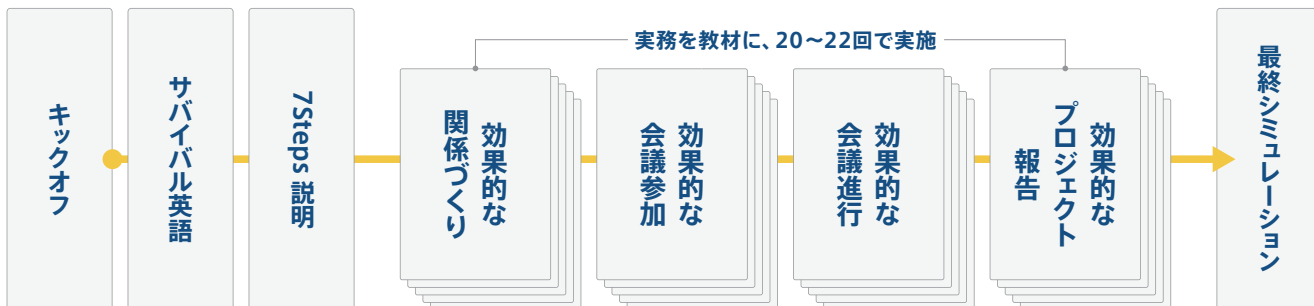 実務を教材に、20〜22回で実施
キックオフ
サバイバル英語
7Steps 説明
効果的な
関係づくり
効果的な
会議参加
効果的な
会議進行
効果的な
プロジェクト
報告
最終シミュレーション